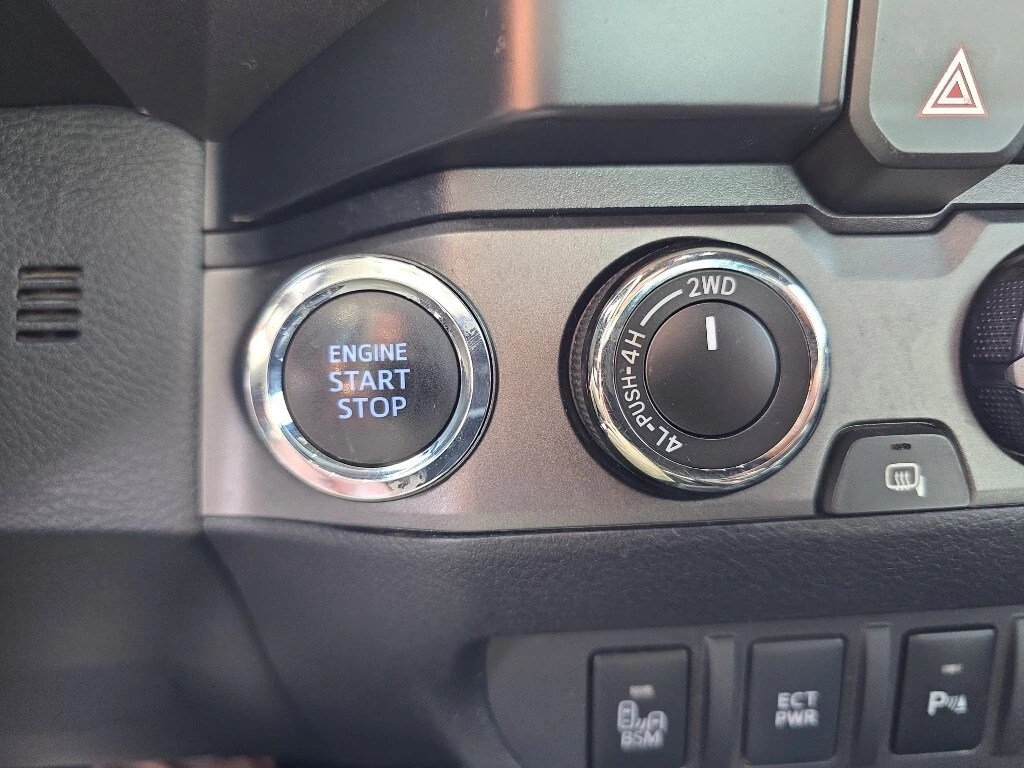 ENGINE
START
STOP
2WD
4L-PUSH-4H
BSM
ECT
PWR
P